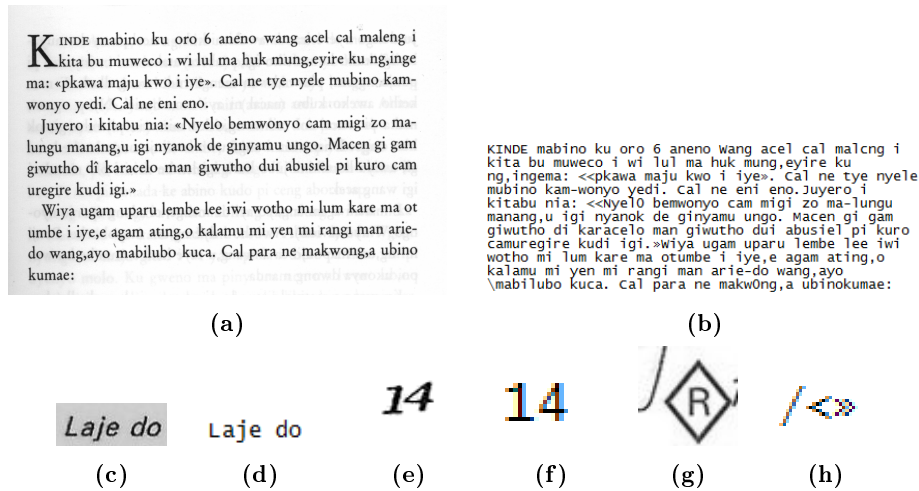 KINDE mabino ku oro 6 aneno wang acel cal maleng i
kita bu muweco i wi lul ma huk mung,eyire ku ng,inge
ma: «pkawa maju kwo i iye». Cal ne tye nyele mubino kam-
wonyo yedi. Cal ne eni eno.
Juyero i kitabu nia: «Nyelo bemwonyo cam migi zo ma-
lungu manang,u igi nyanok de ginyamu ungo. Macen gi gam
giwutho dî karacelo man giwutho dui abusiel pi kuro cam
uregire kudi igi.»
Wiya ugam uparu lembe lee iwi wotho mi lum kare ma ot
umbe i iye,e agam ating,o kalamu mi yen mi rangi man arie-
do wang,ayo mabilubo kuca. Cal para ne makwong,a ubino
kumae:
(a)
KINDE mabino ku oro 6 aneno wang acel cal malcng i
kita bu muweco i wi lul ma huk mung,eyire ku
ng,ingema: <<pkawa maju kwo i iye». Cal ne tye nyele
mubino kam-wonyo yedi. Cal ne eni eno.Juyero i
kitabu nia: <<Nyel0 bemwonyo cam migi zo ma-lungu
manang,u igi nyanok de ginyamu ungo. Macen gi gam
giwutho di karacelo man giwutho dui abusiel pi kuro
camuregire kudi igi.»Wiya ugam uparu lembe lee iwi
wotho mi lum kare ma otumbe i iye,e agam ating,o
kalamu mi yen mi rangi man arie-do wang,ayo
\mabilubo kuca. Cal para ne makw0ng,a ubinokumae:
(b)
Laje do
(c)
Laje do
(d)
14
(e)
14
(f)
R
(g)
/<»
(h)